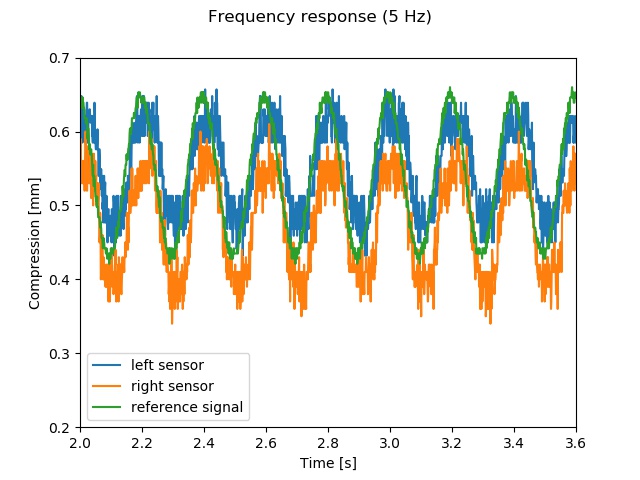 Frequency response (5 Hz)
0.7
0.6
0.5
0.4
0.3
0.2
Compression [mm]
left sensor
right sensor
reference signal
2.0 2.2 2.4 2.6 2.8 3.0 3.2 3.4 3.6
Time [s]